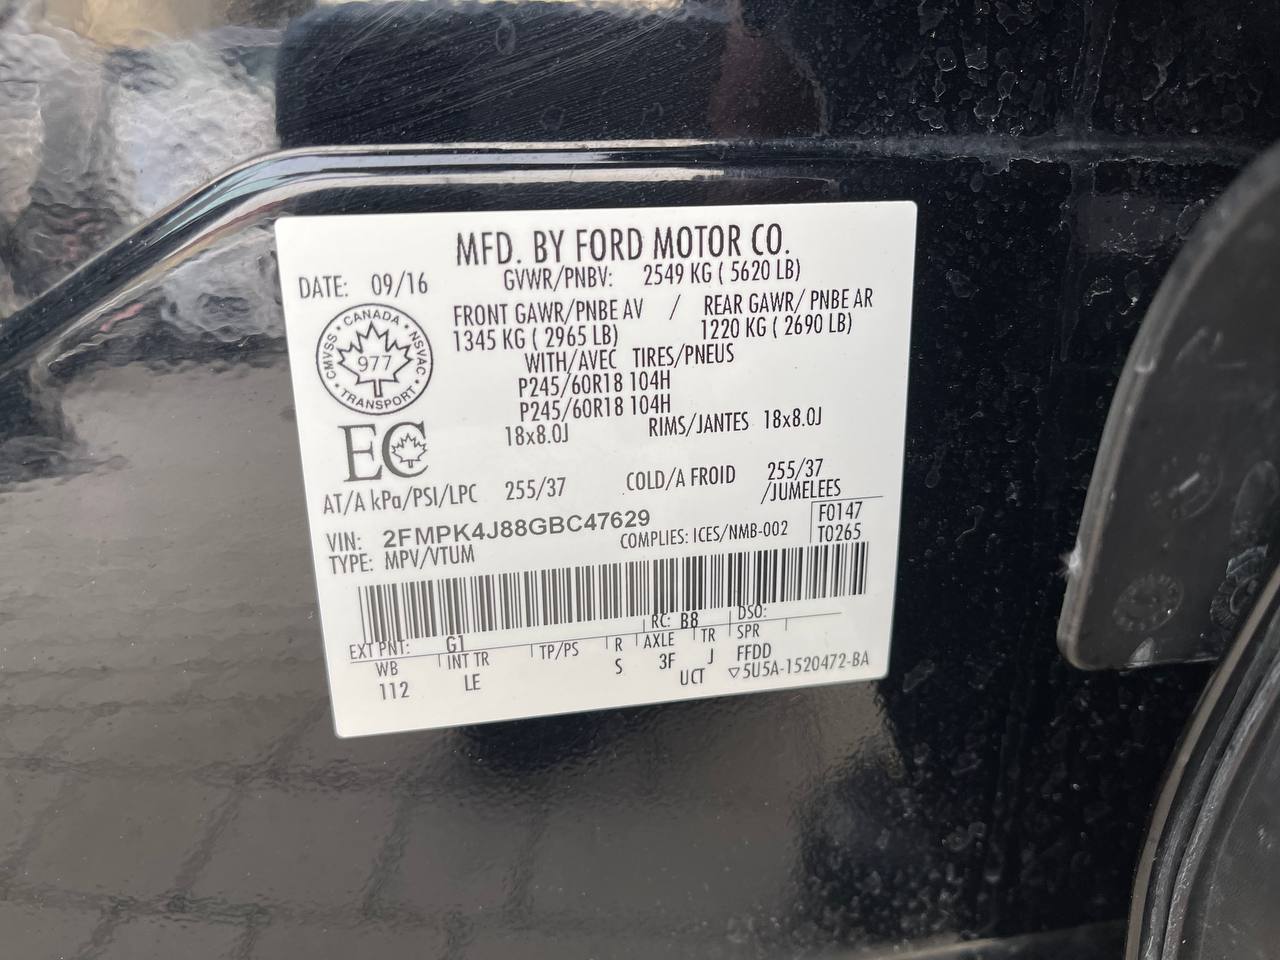 MFD. BY FORD MOTOR CO.
DATE: 09/16
GVWR/PNBV: 2549 KG ( 5620 LB)
FRONT GAWR/PNBE AV / REAR GAWR/ PNBE AR
1345 KG ( 2965 LB) 1220 KG ( 2690 LB)
WITH/AVEC TIRES/PNEUS
P245/60R18 104H
P245/60R18 104H
18x8.0J RIMS/JANTES 18x8.0J
CANADA
CMVSS · NSVAC
977
TRANSPORT
EC
AT/A kPa/PSI/LPC 255/37 COLD/A FROID 255/37
/JUMELEES
VIN: 2FMPK4J88GBC47629
F0147
TYPE: MPV/VTUM COMPLIES: ICES/NMB-002 T0265
EXT PNT: G1 RC: B8 DSO:
WB INT TR TP/PS R AXLE TR SPR
112 LE S 3F J FFDD
UCT ▽5U5A-1520472-BA